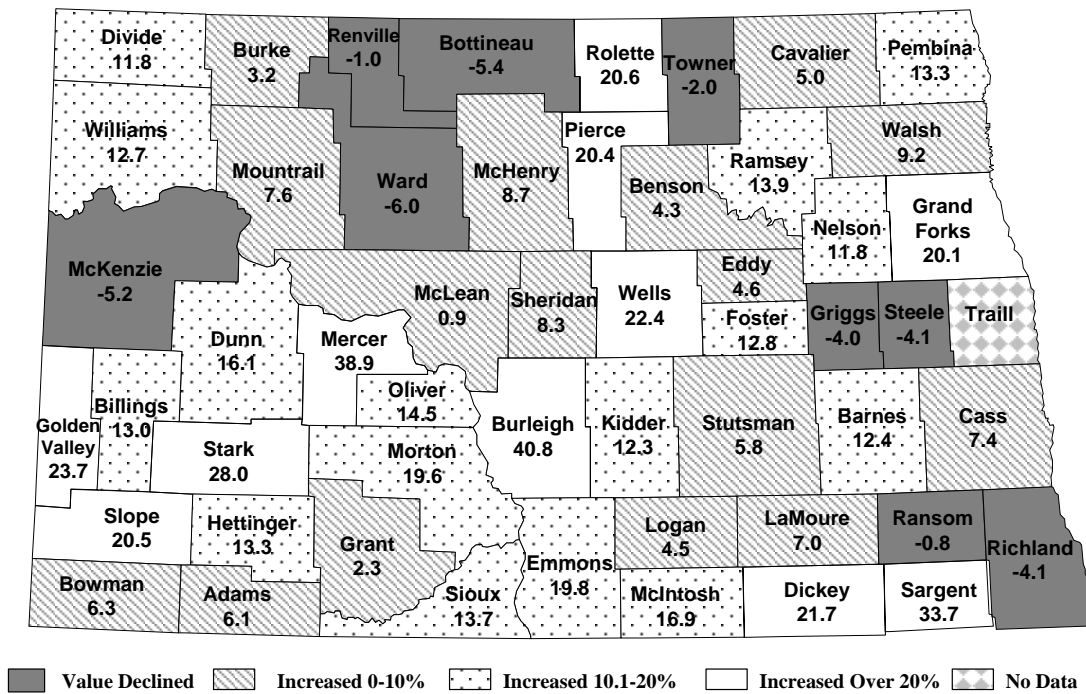 Divide
11.8
Burke
3.2
Renville
-1.0
Bottineau
-5.4
Rolette
20.6
Towner
-2.0
Cavalier
5.0
Pembina
13.3
Williams
12.7
Mountrail
7.6
Ward
-6.0
McHenry
8.7
Pierce
20.4
Benson
4.3
Ramsey
13.9
Walsh
9.2
Nelson
11.8
Grand
Forks
20.1
McKenzie
-5.2
Dunn
16.1
Mercer
38.9
McLean
0.9
Sheridan
8.3
Wells
22.4
Eddy
4.6
Foster
12.8
Griggs
-4.0
Steele
-4.1
Traill
Golden
Valley
23.7
Billings
13.0
Stark
28.0
Oliver
14.5
Morton
19.6
Burleigh
40.8
Kidder
12.3
Stutsman
5.8
Barnes
12.4
Cass
7.4
Slope
20.5
Hettinger
13.3
Grant
2.3
Bowman
6.3
Adams
6.1
Sioux
13.7
Emmons
19.8
Logan
4.5
McIntosh
16.9
LaMoure
7.0
Dickey
21.7
Ransom
-0.8
Sargent
33.7
Richland
-4.1
Value Declined
Increased 0-10%
Increased 10.1-20%
Increased Over 20%
No Data